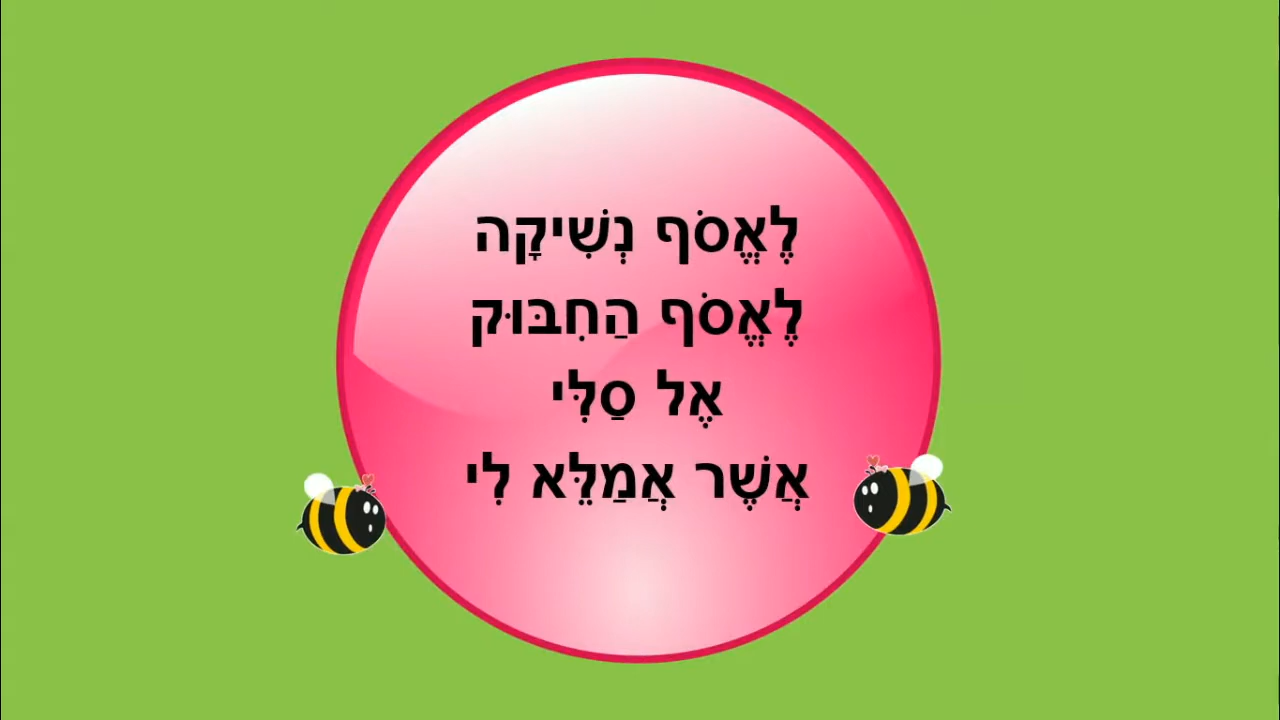 לֶאֱסֹף נְשִׁיקָה
לֶאֱסֹף הַחִבּוּק
אֶל סַלִּי
אֲשֶׁר אֲמַלֵּא לִי